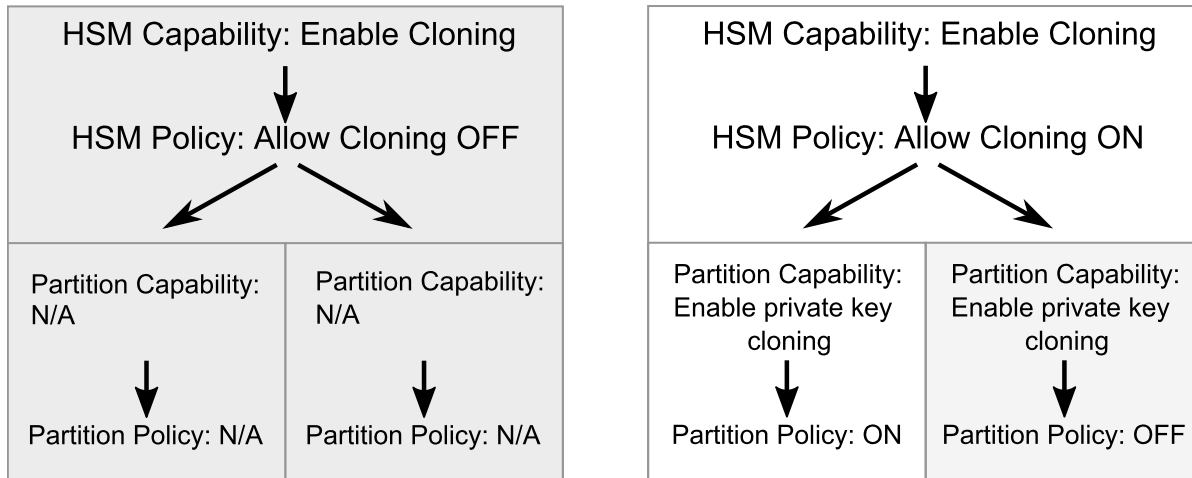 HSM Capability: Enable Cloning
HSM Policy: Allow Cloning OFF
Partition Capability:
N/A
Partition Policy: N/A
Partition Capability:
N/A
Partition Policy: N/A
HSM Capability: Enable Cloning
HSM Policy: Allow Cloning ON
Partition Capability:
Enable private key
cloning
Partition Policy: ON
Partition Capability:
Enable private key
cloning
Partition Policy: OFF